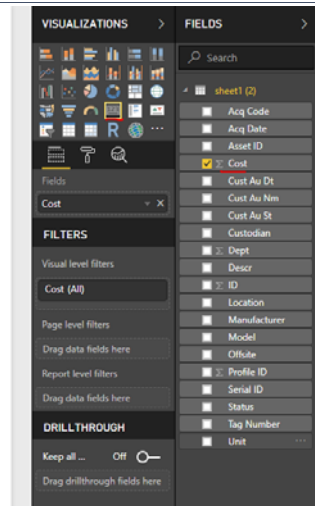 VISUALIZATIONS
Fields
Cost
FILTERS
Visual level filters
Cost (All)
Page level filters
Drag data fields here
Report level filters
Drag data fields here
DRILLTHROUGH
Keep all ... Off
Drag drillthrough fields here
FIELDS
Search
sheet1 (2)
Acq Code
Acq Date
Asset ID
Σ Cost
Cust Au Dt
Cust Au Nm
Cust Au St
Custodian
Σ Dept
Descr
Σ ID
Location
Manufacturer
Model
Offsite
Σ Profile ID
Serial ID
Status
Tag Number
Unit ...